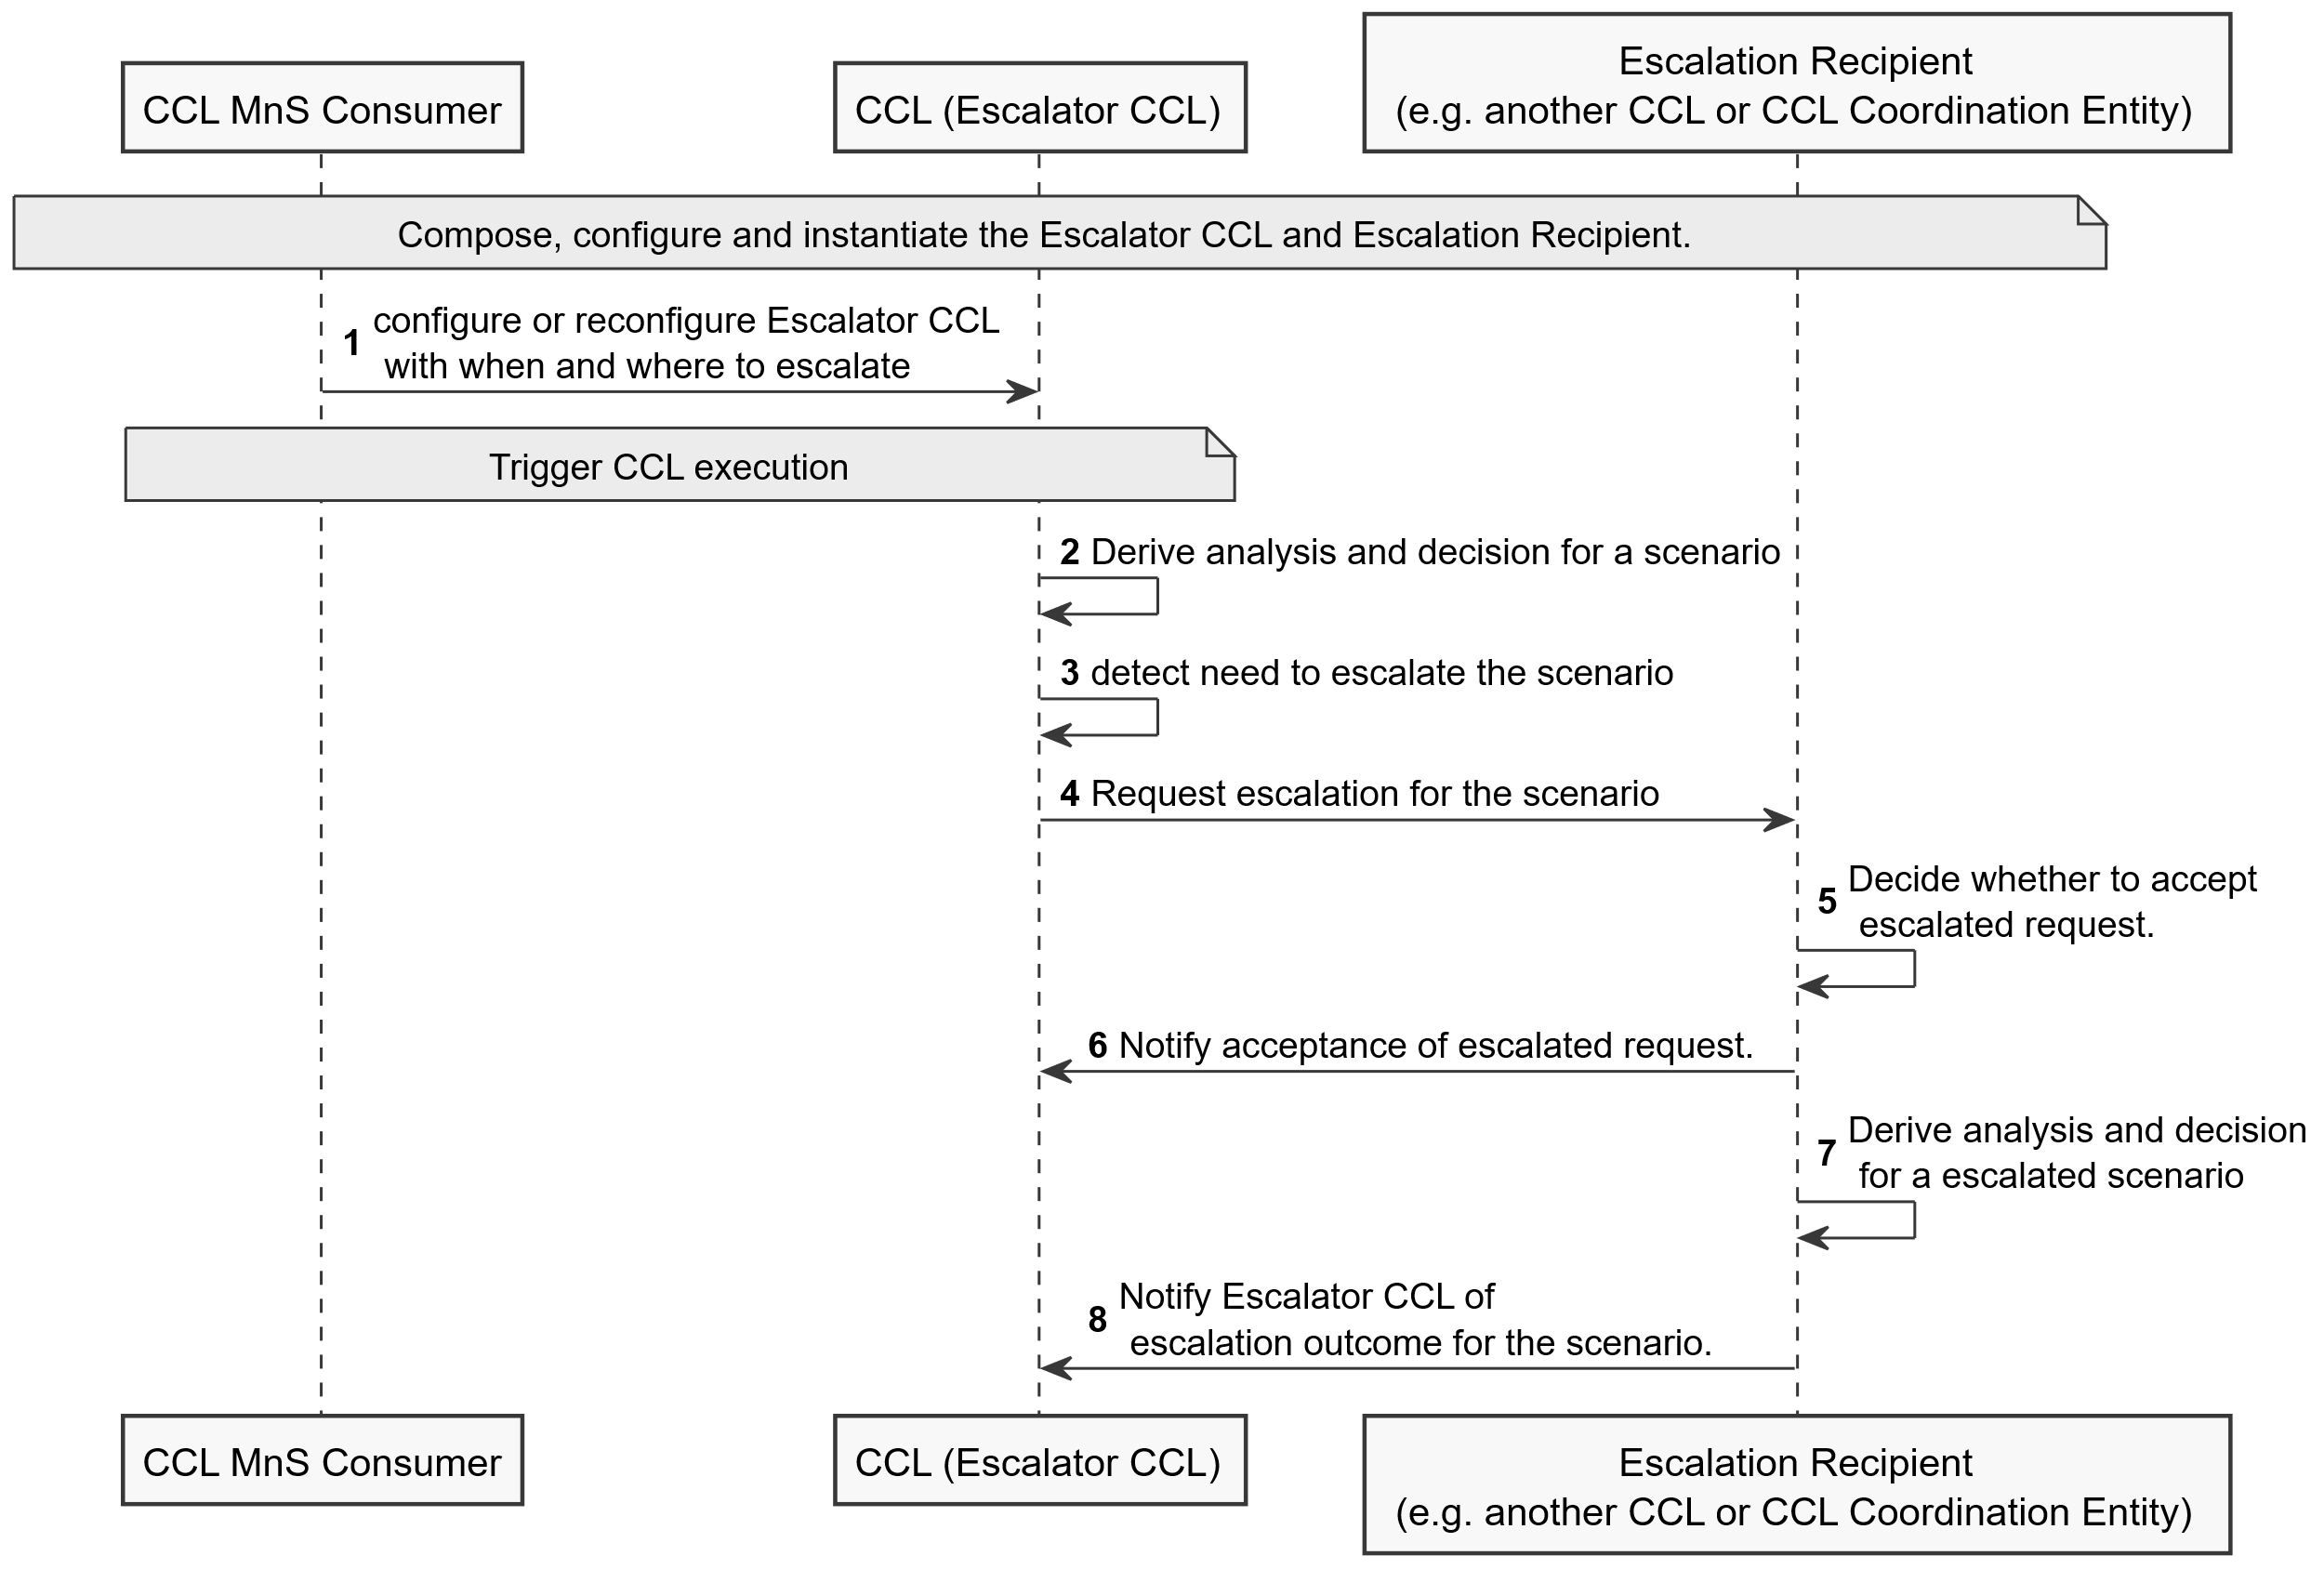 CCL MnS Consumer
CCL (Escalator CCL)
Escalation Recipient
(e.g. another CCL or CCL Coordination Entity)
Compose, configure and instantiate the Escalator CCL and Escalation Recipient.
1 configure or reconfigure Escalator CCL
with when and where to escalate
Trigger CCL execution
2 Derive analysis and decision for a scenario
3 detect need to escalate the scenario
4 Request escalation for the scenario
5 Decide whether to accept
escalated request.
6 Notify acceptance of escalated request.
7 Derive analysis and decision
for a escalated scenario
8 Notify Escalator CCL of
escalation outcome for the scenario.
CCL MnS Consumer
CCL (Escalator CCL)
Escalation Recipient
(e.g. another CCL or CCL Coordination Entity)